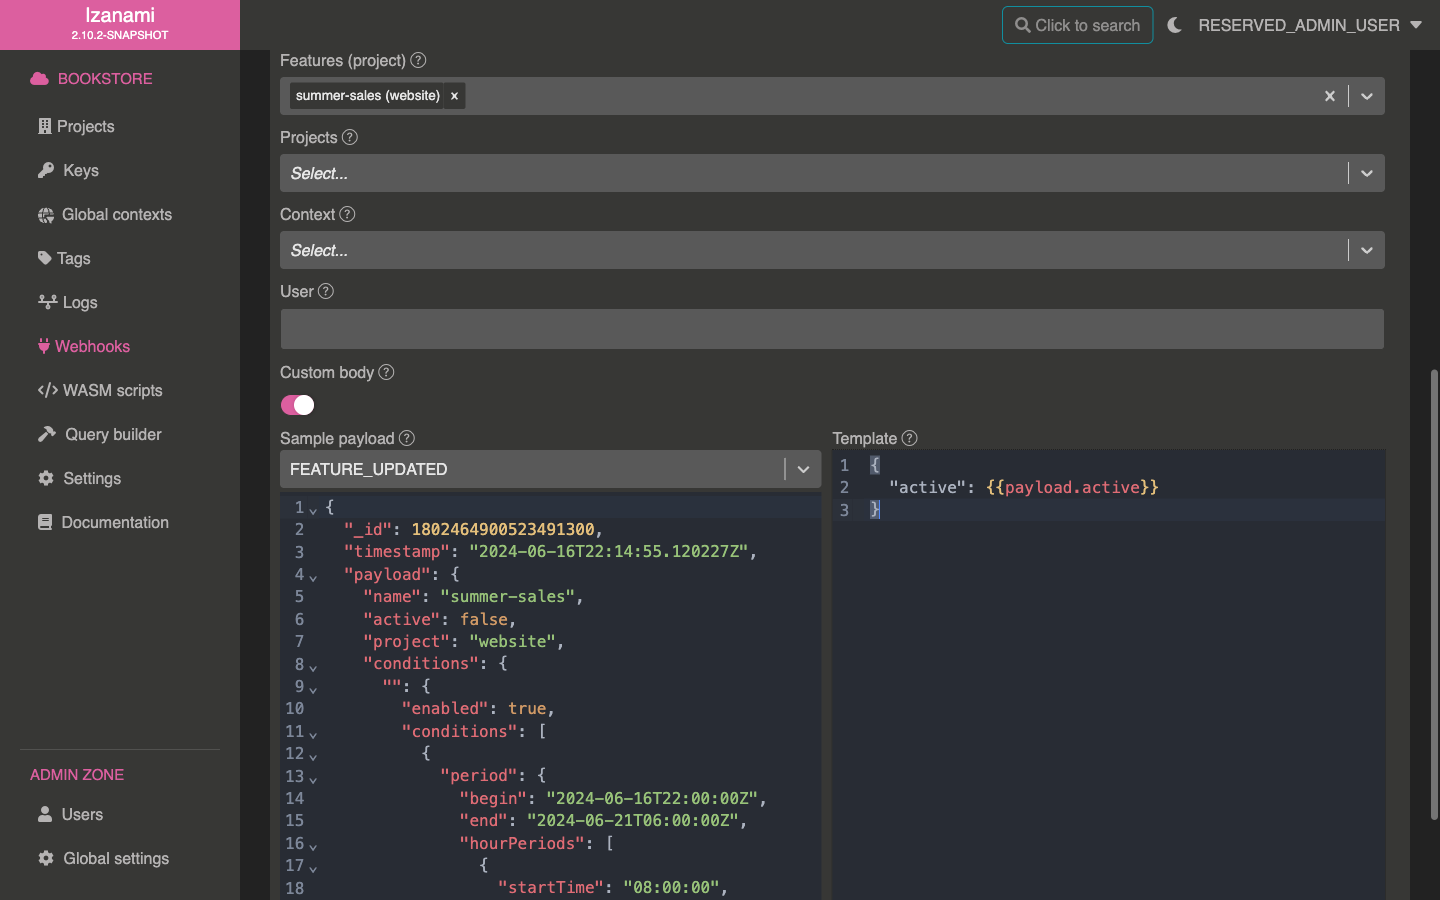 Izanami
2.10.2-SNAPSHOT
Click to search
RESERVED_ADMIN_USER
BOOKSTORE
Projects
Keys
Global contexts
Tags
Logs
Webhooks
WASM scripts
Query builder
Settings
Documentation
ADMIN ZONE
Users
Global settings
Features (project) ?
summer-sales (website) ×
Projects ?
Select...
Context ?
Select...
User ?
Custom body ?
Sample payload ?
FEATURE_UPDATED
1 {
2 "_id": 1802464900523491300,
3 "timestamp": "2024-06-16T22:14:55.120227Z",
4 "payload": {
5 "name": "summer-sales",
6 "active": false,
7 "project": "website",
8 "conditions": {
9 "": {
10 "enabled": true,
11 "conditions": [
12 {
13 "period": {
14 "begin": "2024-06-16T22:00:00Z",
15 "end": "2024-06-21T06:00:00Z",
16 "hourPeriods": [
17 {
18 "startTime": "08:00:00",
Template ?
1 {
2 "active": {{payload.active}}
3 }